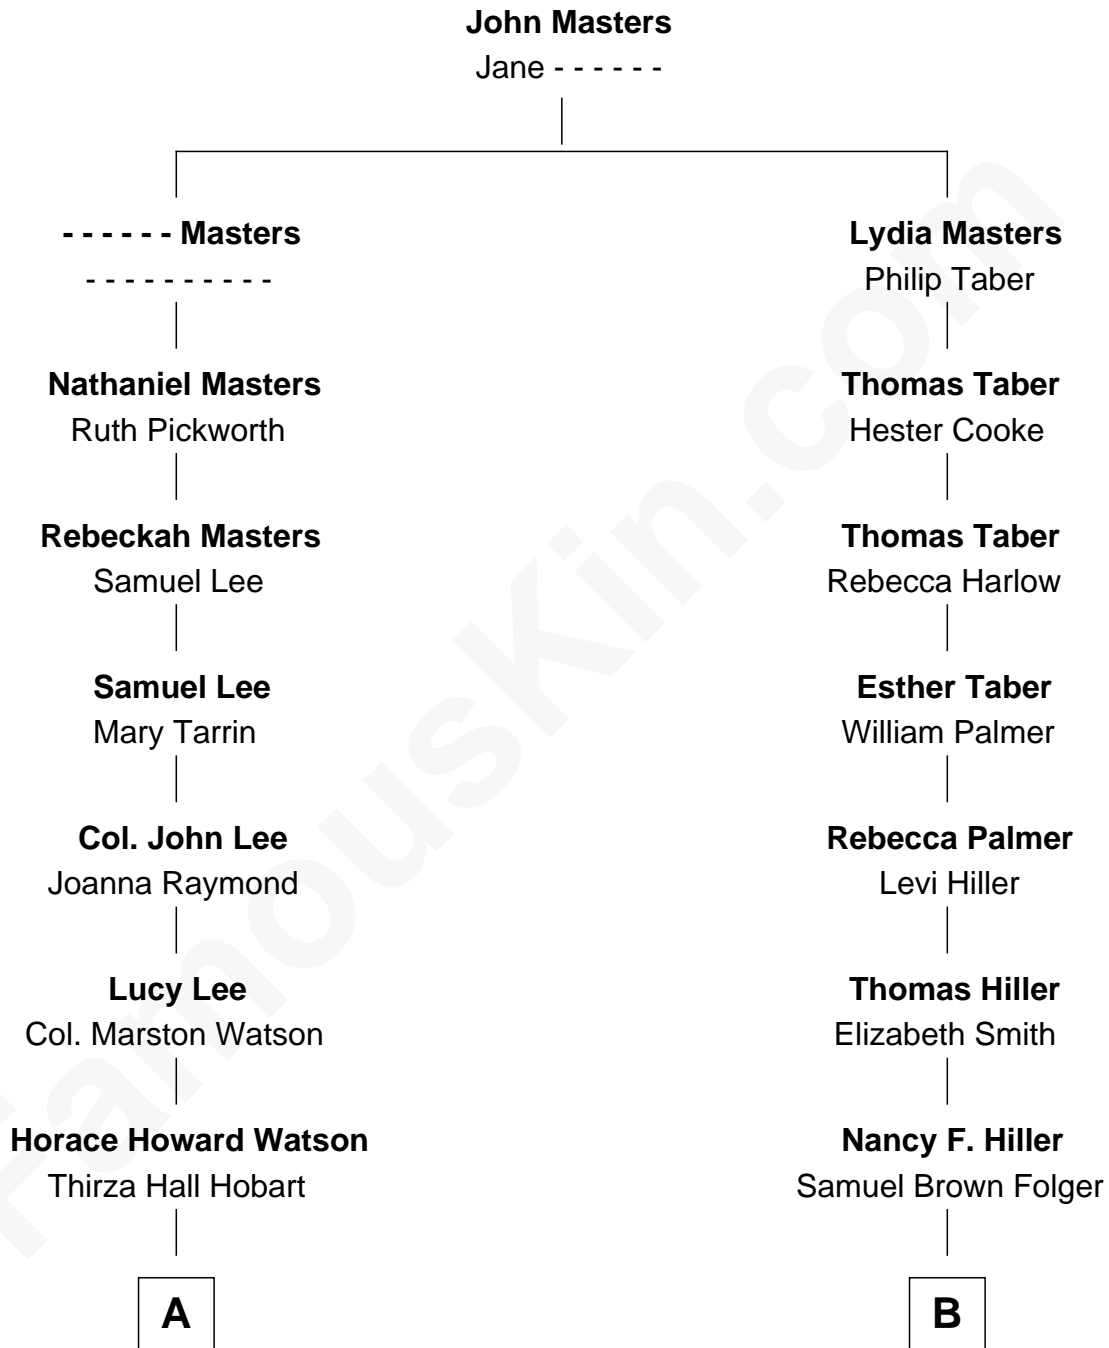 John Masters
Jane - - - - - -
- - - - - - Masters
- - - - - - - - - -
Lydia Masters
Philip Taber
Nathaniel Masters
Ruth Pickworth
Thomas Taber
Hester Cooke
Rebeckah Masters
Samuel Lee
Thomas Taber
Rebecca Harlow
Samuel Lee
Mary Tarrin
Esther Taber
William Palmer
Col. John Lee
Joanna Raymond
Rebecca Palmer
Levi Hiller
Lucy Lee
Col. Marston Watson
Thomas Hiller
Elizabeth Smith
Horace Howard Watson
Thirza Hall Hobart
Nancy F. Hiller
Samuel Brown Folger
A
B
FamousKin.com